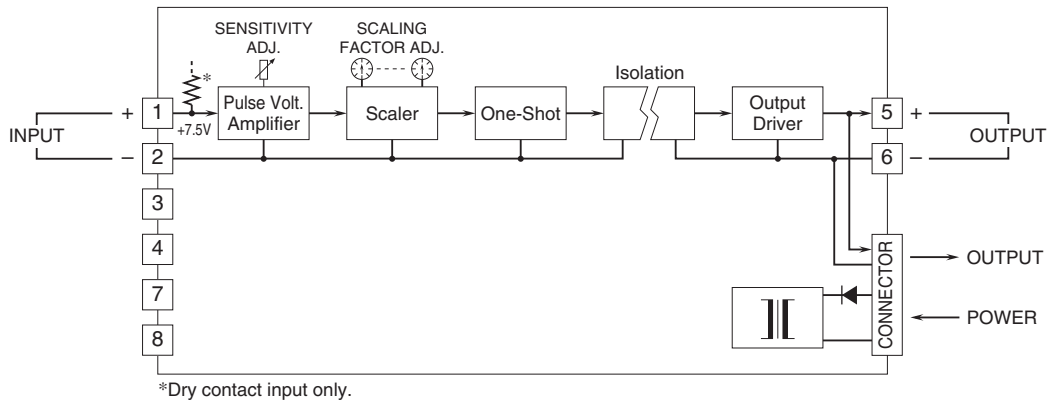 SENSITIVITY
ADJ.
SCALING
FACTOR ADJ.
Isolation
*
+7.5V
Pulse Volt.
Amplifier
Scaler
One-Shot
Output
Driver
INPUT
+
–
1
2
3
4
7
8
5
6
+
–
OUTPUT
CONNECTOR
OUTPUT
POWER
*Dry contact input only.